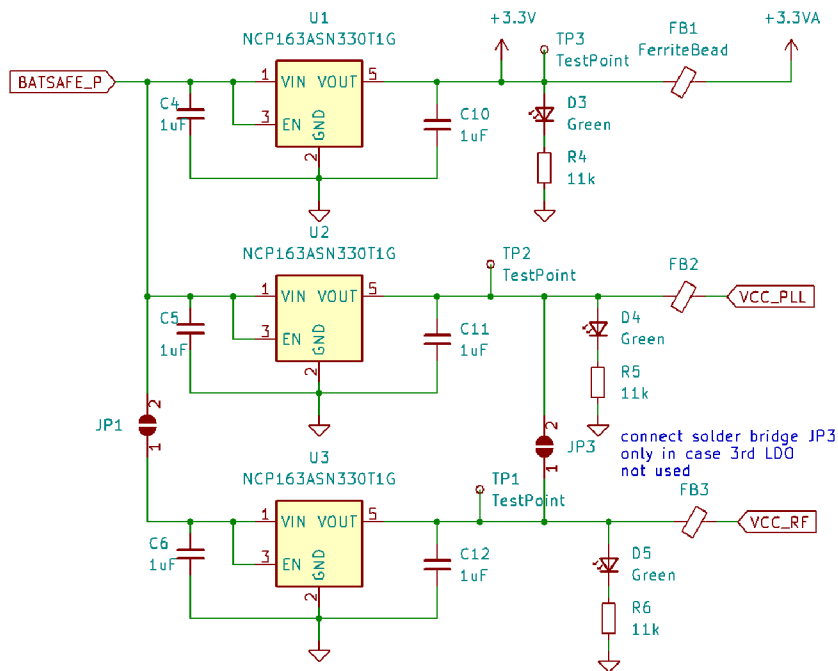 U1
NCP163ASN330T1G
+3.3V
TP3
TestPoint
FB1
FerriteBead
+3.3VA
BATSAFE_P
1
VIN
VOUT
5
C4
1uF
3
EN
GND
2
C10
1uF
D3
Green
R4
11k
U2
NCP163ASN330T1G
TP2
TestPoint
FB2
1
VIN
VOUT
5
VCC_PLL
C5
1uF
3
EN
GND
2
C11
1uF
D4
Green
R5
11k
JP1
2
1
2
1
JP3
connect solder bridge JP3
only in case 3rd LDO
not used
U3
NCP163ASN330T1G
TP1
TestPoint
FB3
1
VIN
VOUT
5
VCC_RF
C6
1uF
3
EN
GND
2
C12
1uF
D5
Green
R6
11k